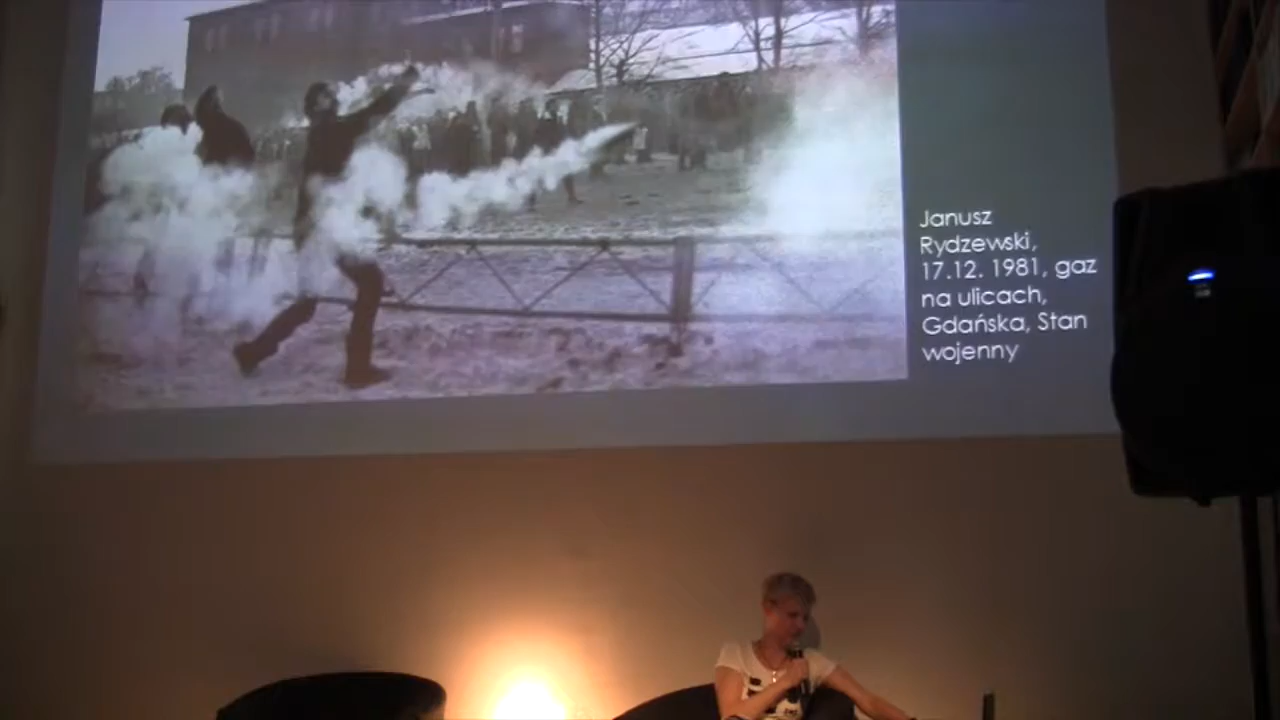 Janusz
Rydzewski,
17.12. 1981, gaz
na ulicach,
Gdańska, Stan
wojenny